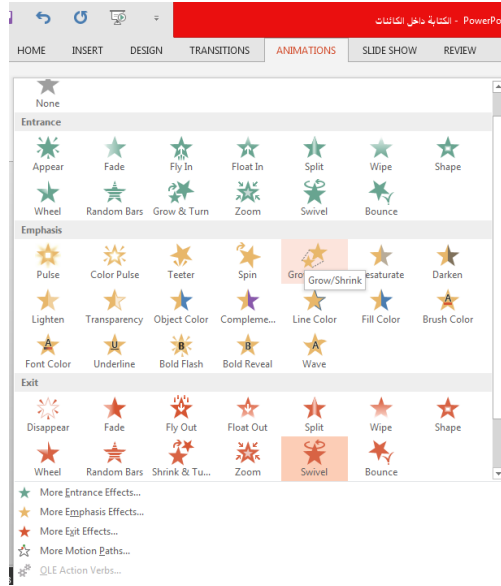 الكتابة داخل الكائنات - PowerPo
HOME INSERT DESIGN TRANSITIONS ANIMATIONS SLIDE SHOW REVIEW
None
Entrance
Appear Fade Fly In Float In Split Wipe Shape
Wheel Random Bars Grow & Turn Zoom Swivel Bounce
Emphasis
Pulse Color Pulse Teeter Spin Gro esaturate Darken
Grow/Shrink
Lighten Transparency Object Color Compleme... Line Color Fill Color Brush Color
Font Color Underline Bold Flash Bold Reveal Wave
Exit
Disappear Fade Fly Out Float Out Split Wipe Shape
Wheel Random Bars Shrink & Tu... Zoom Swivel Bounce
More Entrance Effects...
More Emphasis Effects...
More Exit Effects...
More Motion Paths...
OLE Action Verbs...